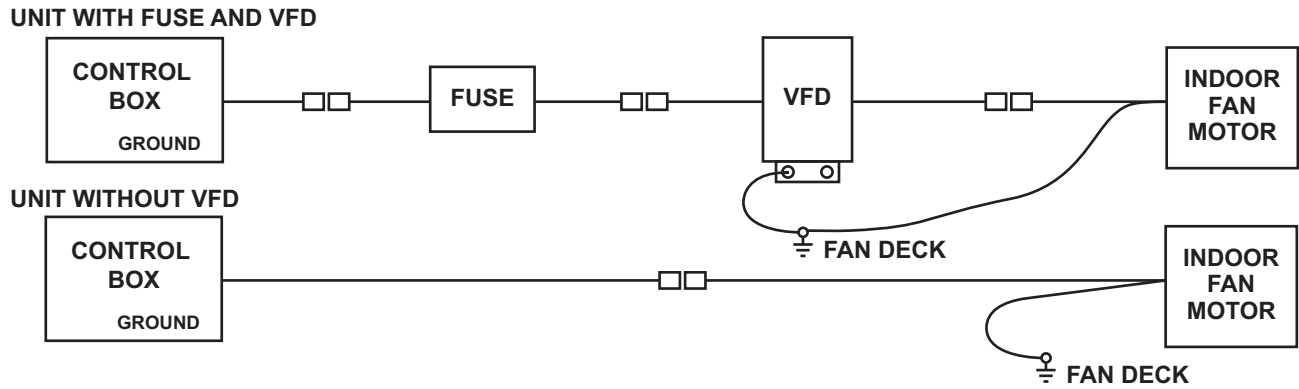 UNIT WITH FUSE AND VFD
CONTROL
BOX
GROUND
FUSE
VFD
INDOOR
FAN
MOTOR
FAN DECK
UNIT WITHOUT VFD
CONTROL
BOX
GROUND
INDOOR
FAN
MOTOR
FAN DECK